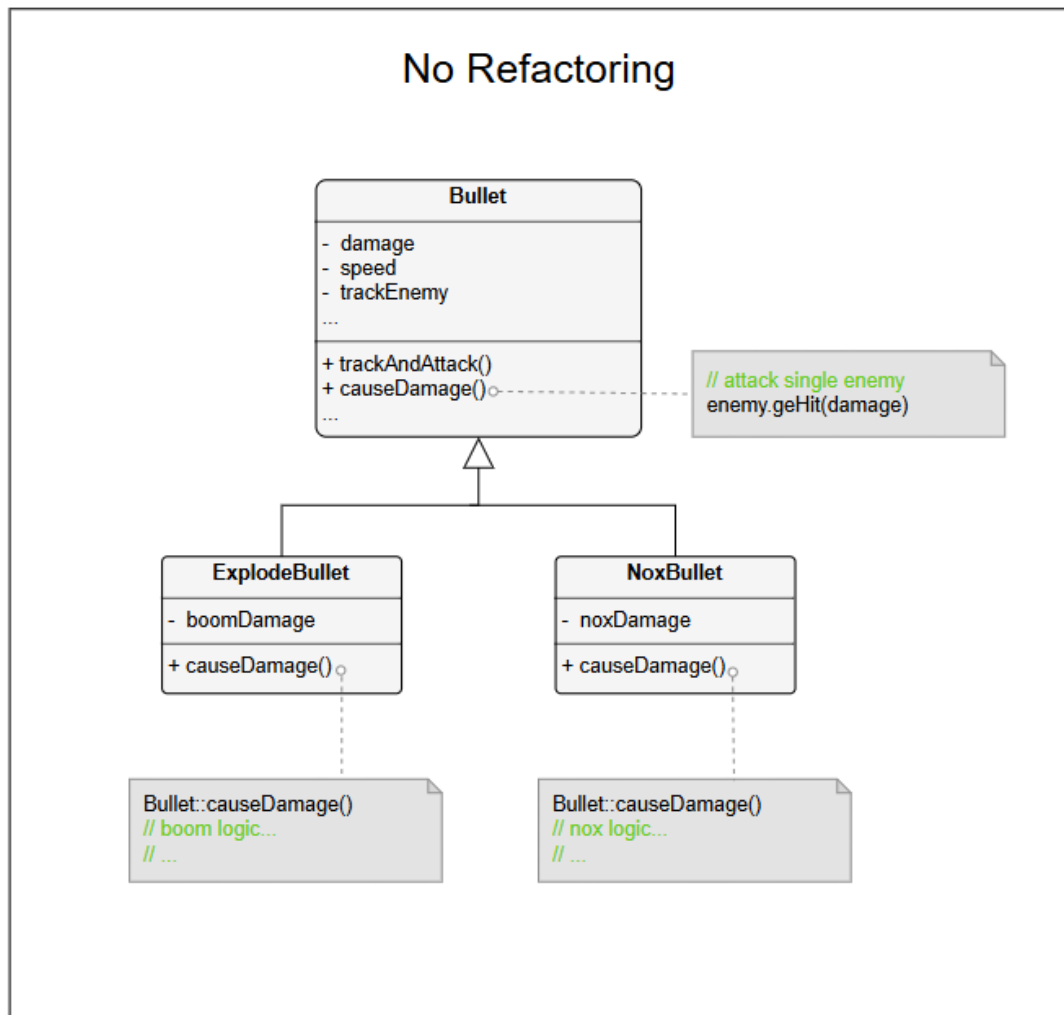 No Refactoring
Bullet
- damage
- speed
- trackEnemy
...
+ trackAndAttack()
+ causeDamage()
...
// attack single enemy
enemy.geHit(damage)
ExplodeBullet
- boomDamage
+ causeDamage()
NoxBullet
- noxDamage
+ causeDamage()
Bullet::causeDamage()
// boom logic...
// ...
Bullet::causeDamage()
// nox logic...
// ...